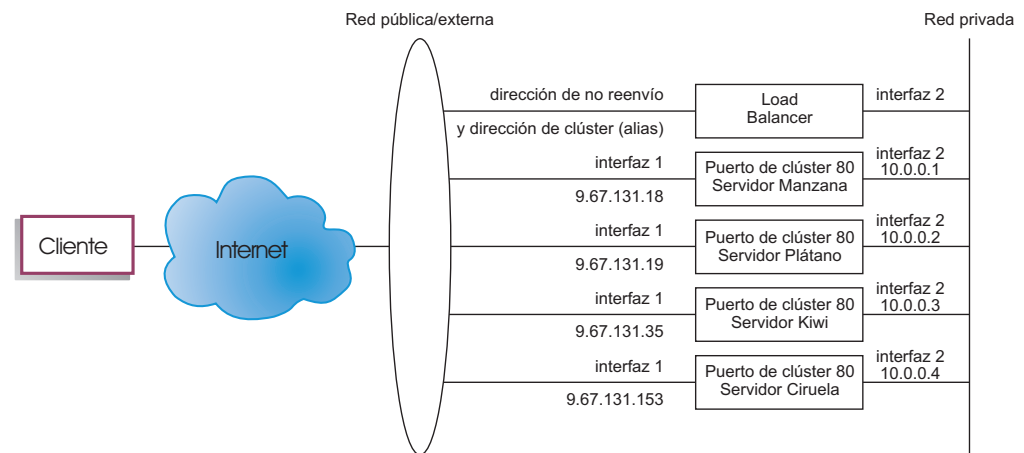 Red pública/externa
Red privada
dirección de no reenvío
y dirección de clúster (alias)
Load
Balancer
interfaz 2
interfaz 1
9.67.131.18
Puerto de clúster 80
Servidor Manzana
interfaz 2
10.0.0.1
Cliente
Internet
interfaz 1
9.67.131.19
Puerto de clúster 80
Servidor Plátano
interfaz 2
10.0.0.2
interfaz 1
9.67.131.35
Puerto de clúster 80
Servidor Kiwi
interfaz 2
10.0.0.3
interfaz 1
9.67.131.153
Puerto de clúster 80
Servidor Ciruela
interfaz 2
10.0.0.4